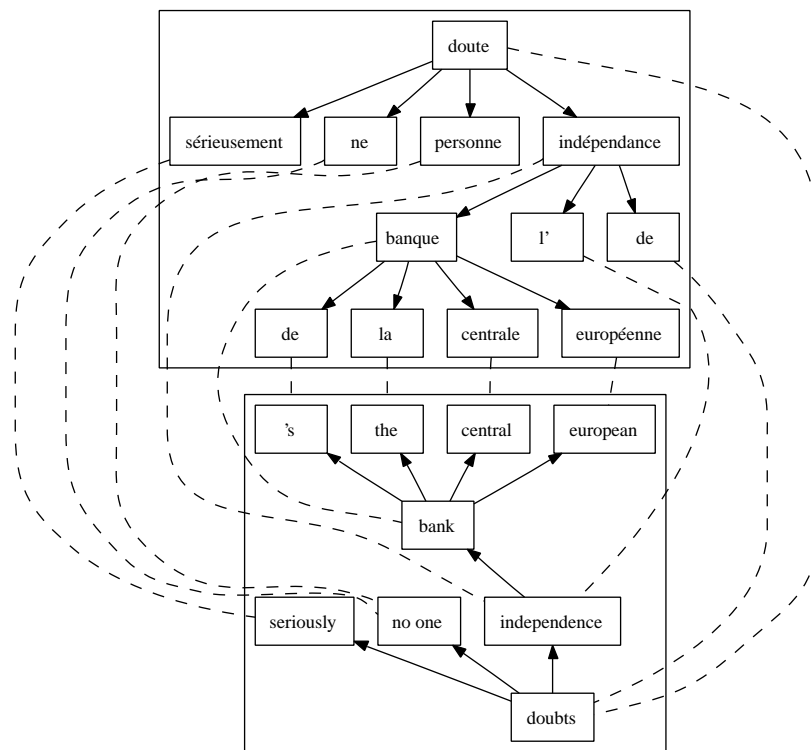 doute
sérieusement ne personne indépendance
banque l' de
de la centrale européenne
's the central european
bank
seriously no one independence
doubts